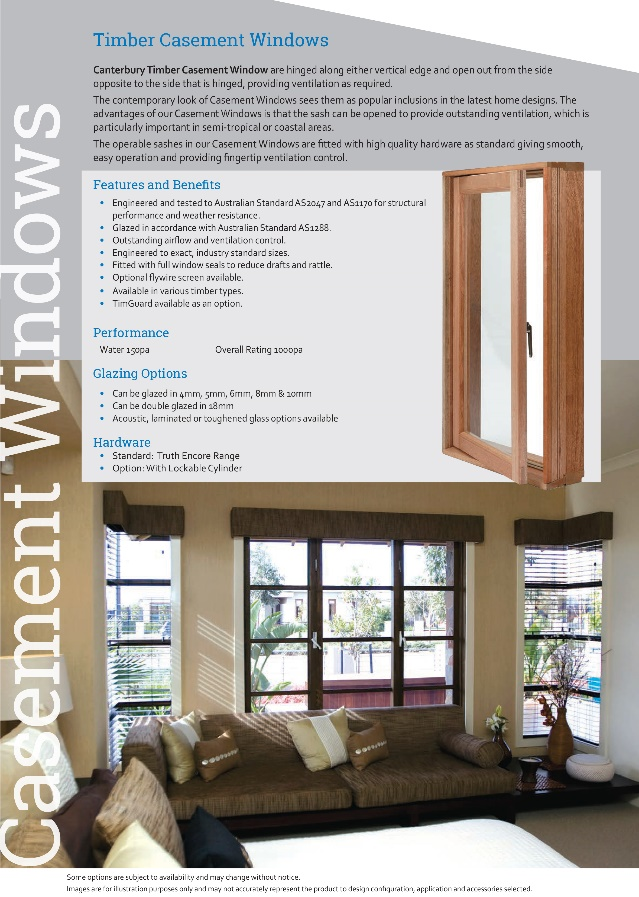 Timber Casement Windows
Canterbury Timber Casement Window are hinged along either vertical edge and open out from the side
opposite to the side that is hinged, providing ventilation as required.
The contemporary look of Casement Windows sees them as popular inclusions in the latest home designs. The
advantages of our Casement Windows is that the sash can be opened to provide outstanding ventilation, which is
particularly important in semi-tropical or coastal areas.
The operable sashes in our Casement Windows are fitted with high quality hardware as standard giving smooth,
easy operation and providing fingertip ventilation control.
Features and Benefits
• Engineered and tested to Australian Standard AS2047 and AS1170 for structural
performance and weather resistance.
• Glazed in accordance with Australian Standard AS1288.
• Outstanding airflow and ventilation control.
• Engineered to exact, industry standard sizes.
• Fitted with full window seals to reduce drafts and rattle.
• Optional flywire screen available.
• Available in various timber types.
• TimGuard available as an option.
Performance
Water 150pa Overall Rating 1000pa
Glazing Options
• Can be glazed in 4mm, 5mm, 6mm, 8mm & 10mm
• Can be double glazed in 18mm
• Acoustic, laminated or toughened glass options available
Hardware
• Standard: Truth Encore Range
• Option: With Lockable Cylinder
Casement Windows
Some options are subject to availability and may change without notice.
Images are for illustration purposes only and may not accurately represent the product to design configuration, application and accessories selected.